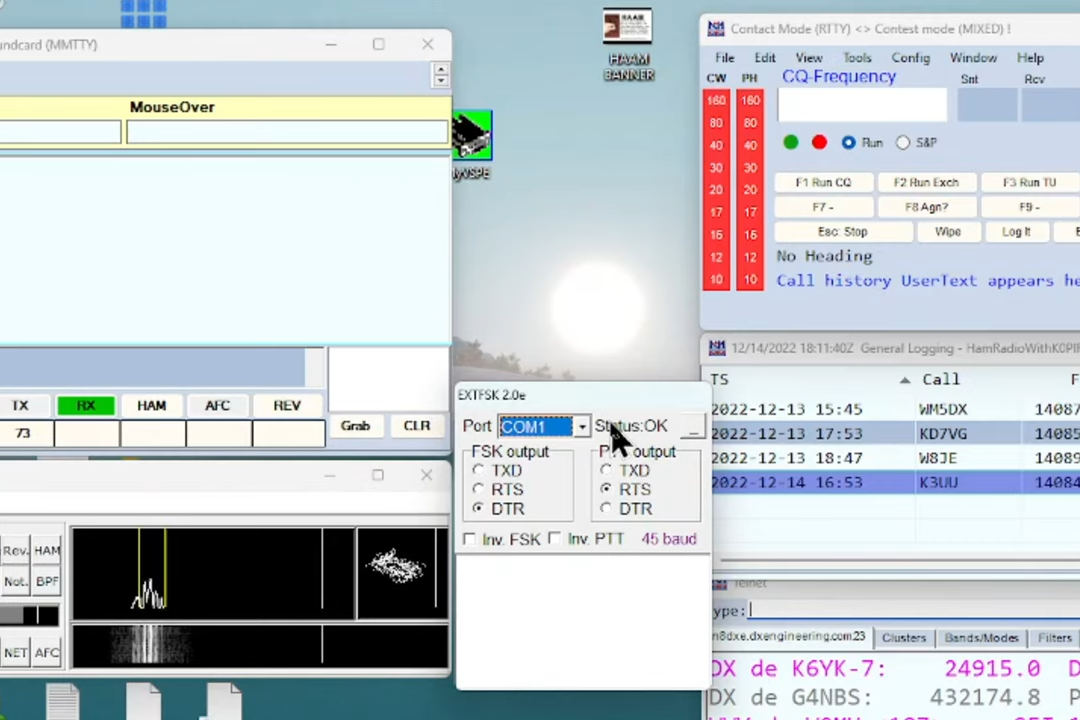 undcard (MMTTY)
MouseOver
TX RX HAM AFC REV
73
Grab CLR
Rev. HAM
Not. BPF
NET AFC
HAAM
HAAM
BANNER
yVSPE
EXTFSK 2.0e
Port COM1 Status:OK _
FSK output
TXD
RTS
DTR
output
TXD
RTS
DTR
Inv. FSK Inv. PTT 45 baud
Contact Mode (RTTY) <> Contest mode (MIXED) !
File Edit View Tools Config Window Help
CW PH CQ-Frequency Snt Rcv
160 160
80 80
40 40
30 30
20 20
17 17
15 15
12 12
10 10
Run S&P
F1 Run CQ F2 Run Exch F3 Run TU
F7 - F8 Agn? F9 -
Esc: Stop Wipe Log It E
No Heading
Call history UserText appears he
12/14/2022 18:11:40Z General Logging - HamRadioWithK0PIR
TS Call F
2022-12-13 15:45 WM5DX 14087
2022-12-13 17:53 KD7VG 14085
2022-12-13 18:47 W8JE 14089
2022-12-14 16:53 K3UU 14084
Telnet
ype:
n8dxe.dxengineering.com:23 Clusters Bands/Modes Filters
DX de K6YK-7: 24915.0 D
DX de G4NBS: 432174.8 P